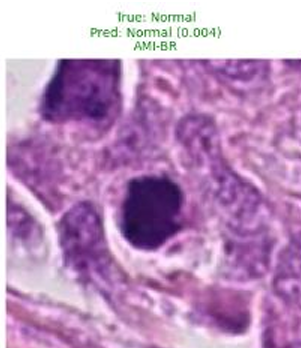 True: Normal
Pred: Normal (0.004)
AMI-BR